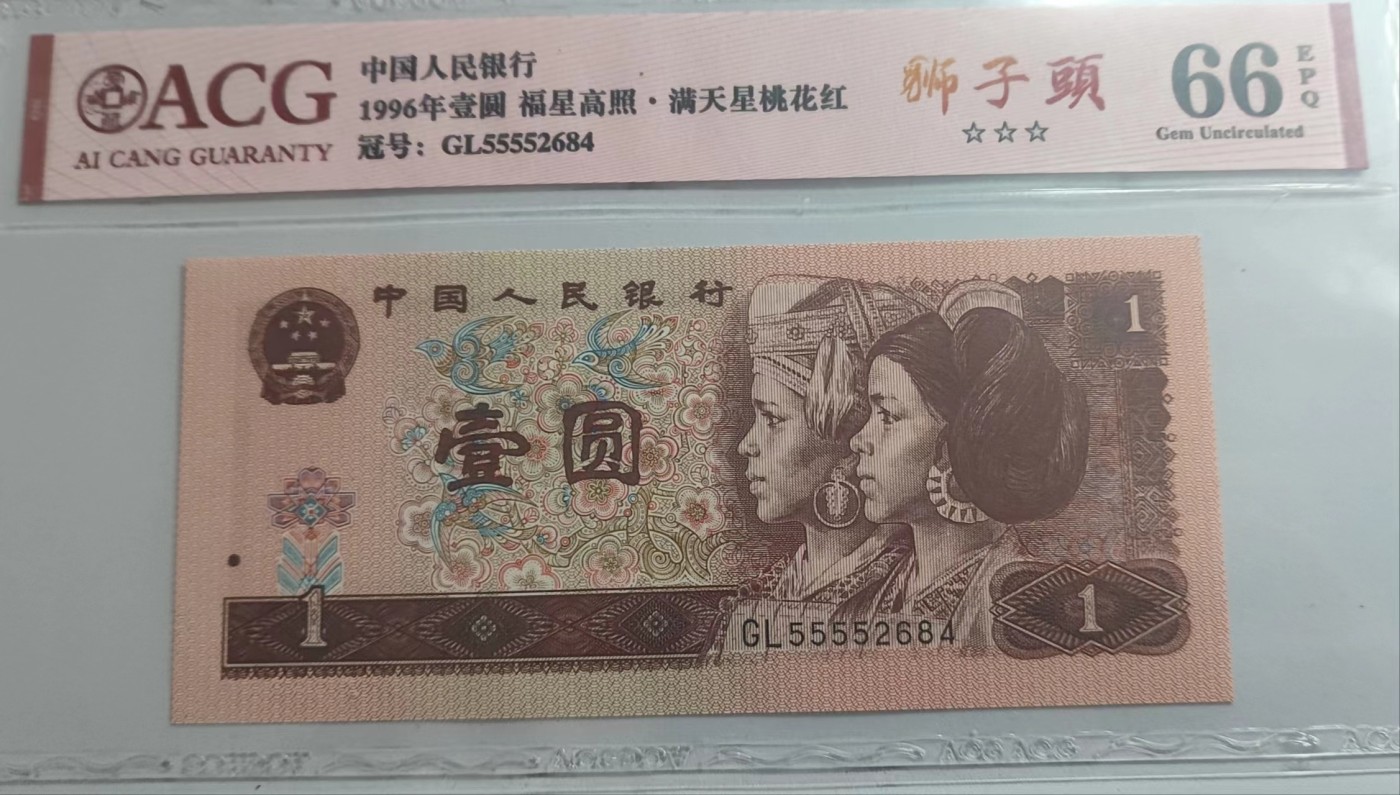 ACG
AI CANG GUARANTY
中国人民银行
1996年壹圆 福星高照·满天星桃花红
冠号：GL55552684
狮子頭
☆☆☆
66
EPQ
Gem Uncirculated
中国人民银行
1
壹圆
1
GL55552684
1